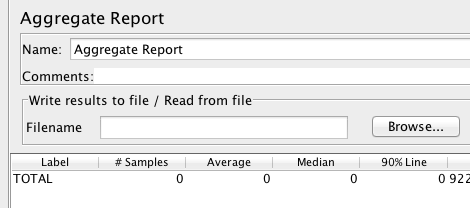 Aggregate Report
Name: Aggregate Report
Comments:
Write results to file / Read from file
Filename Browse...
Label # Samples Average Median 90% Line
TOTAL 0 0 0 0 922